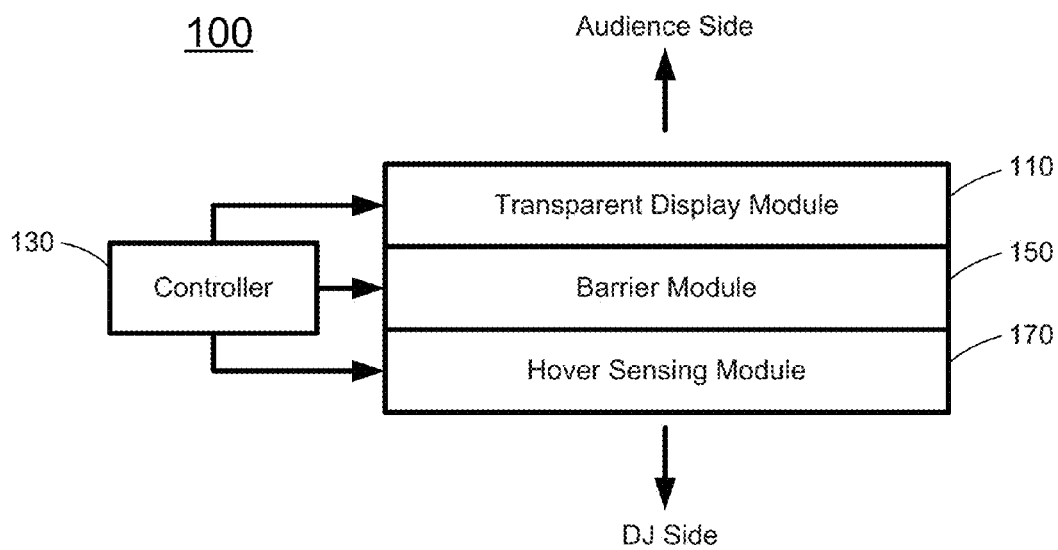 100
Audience Side
110
Transparent Display Module
130
150
Controller
Barrier Module
170
Hover Sensing Module
DJ Side